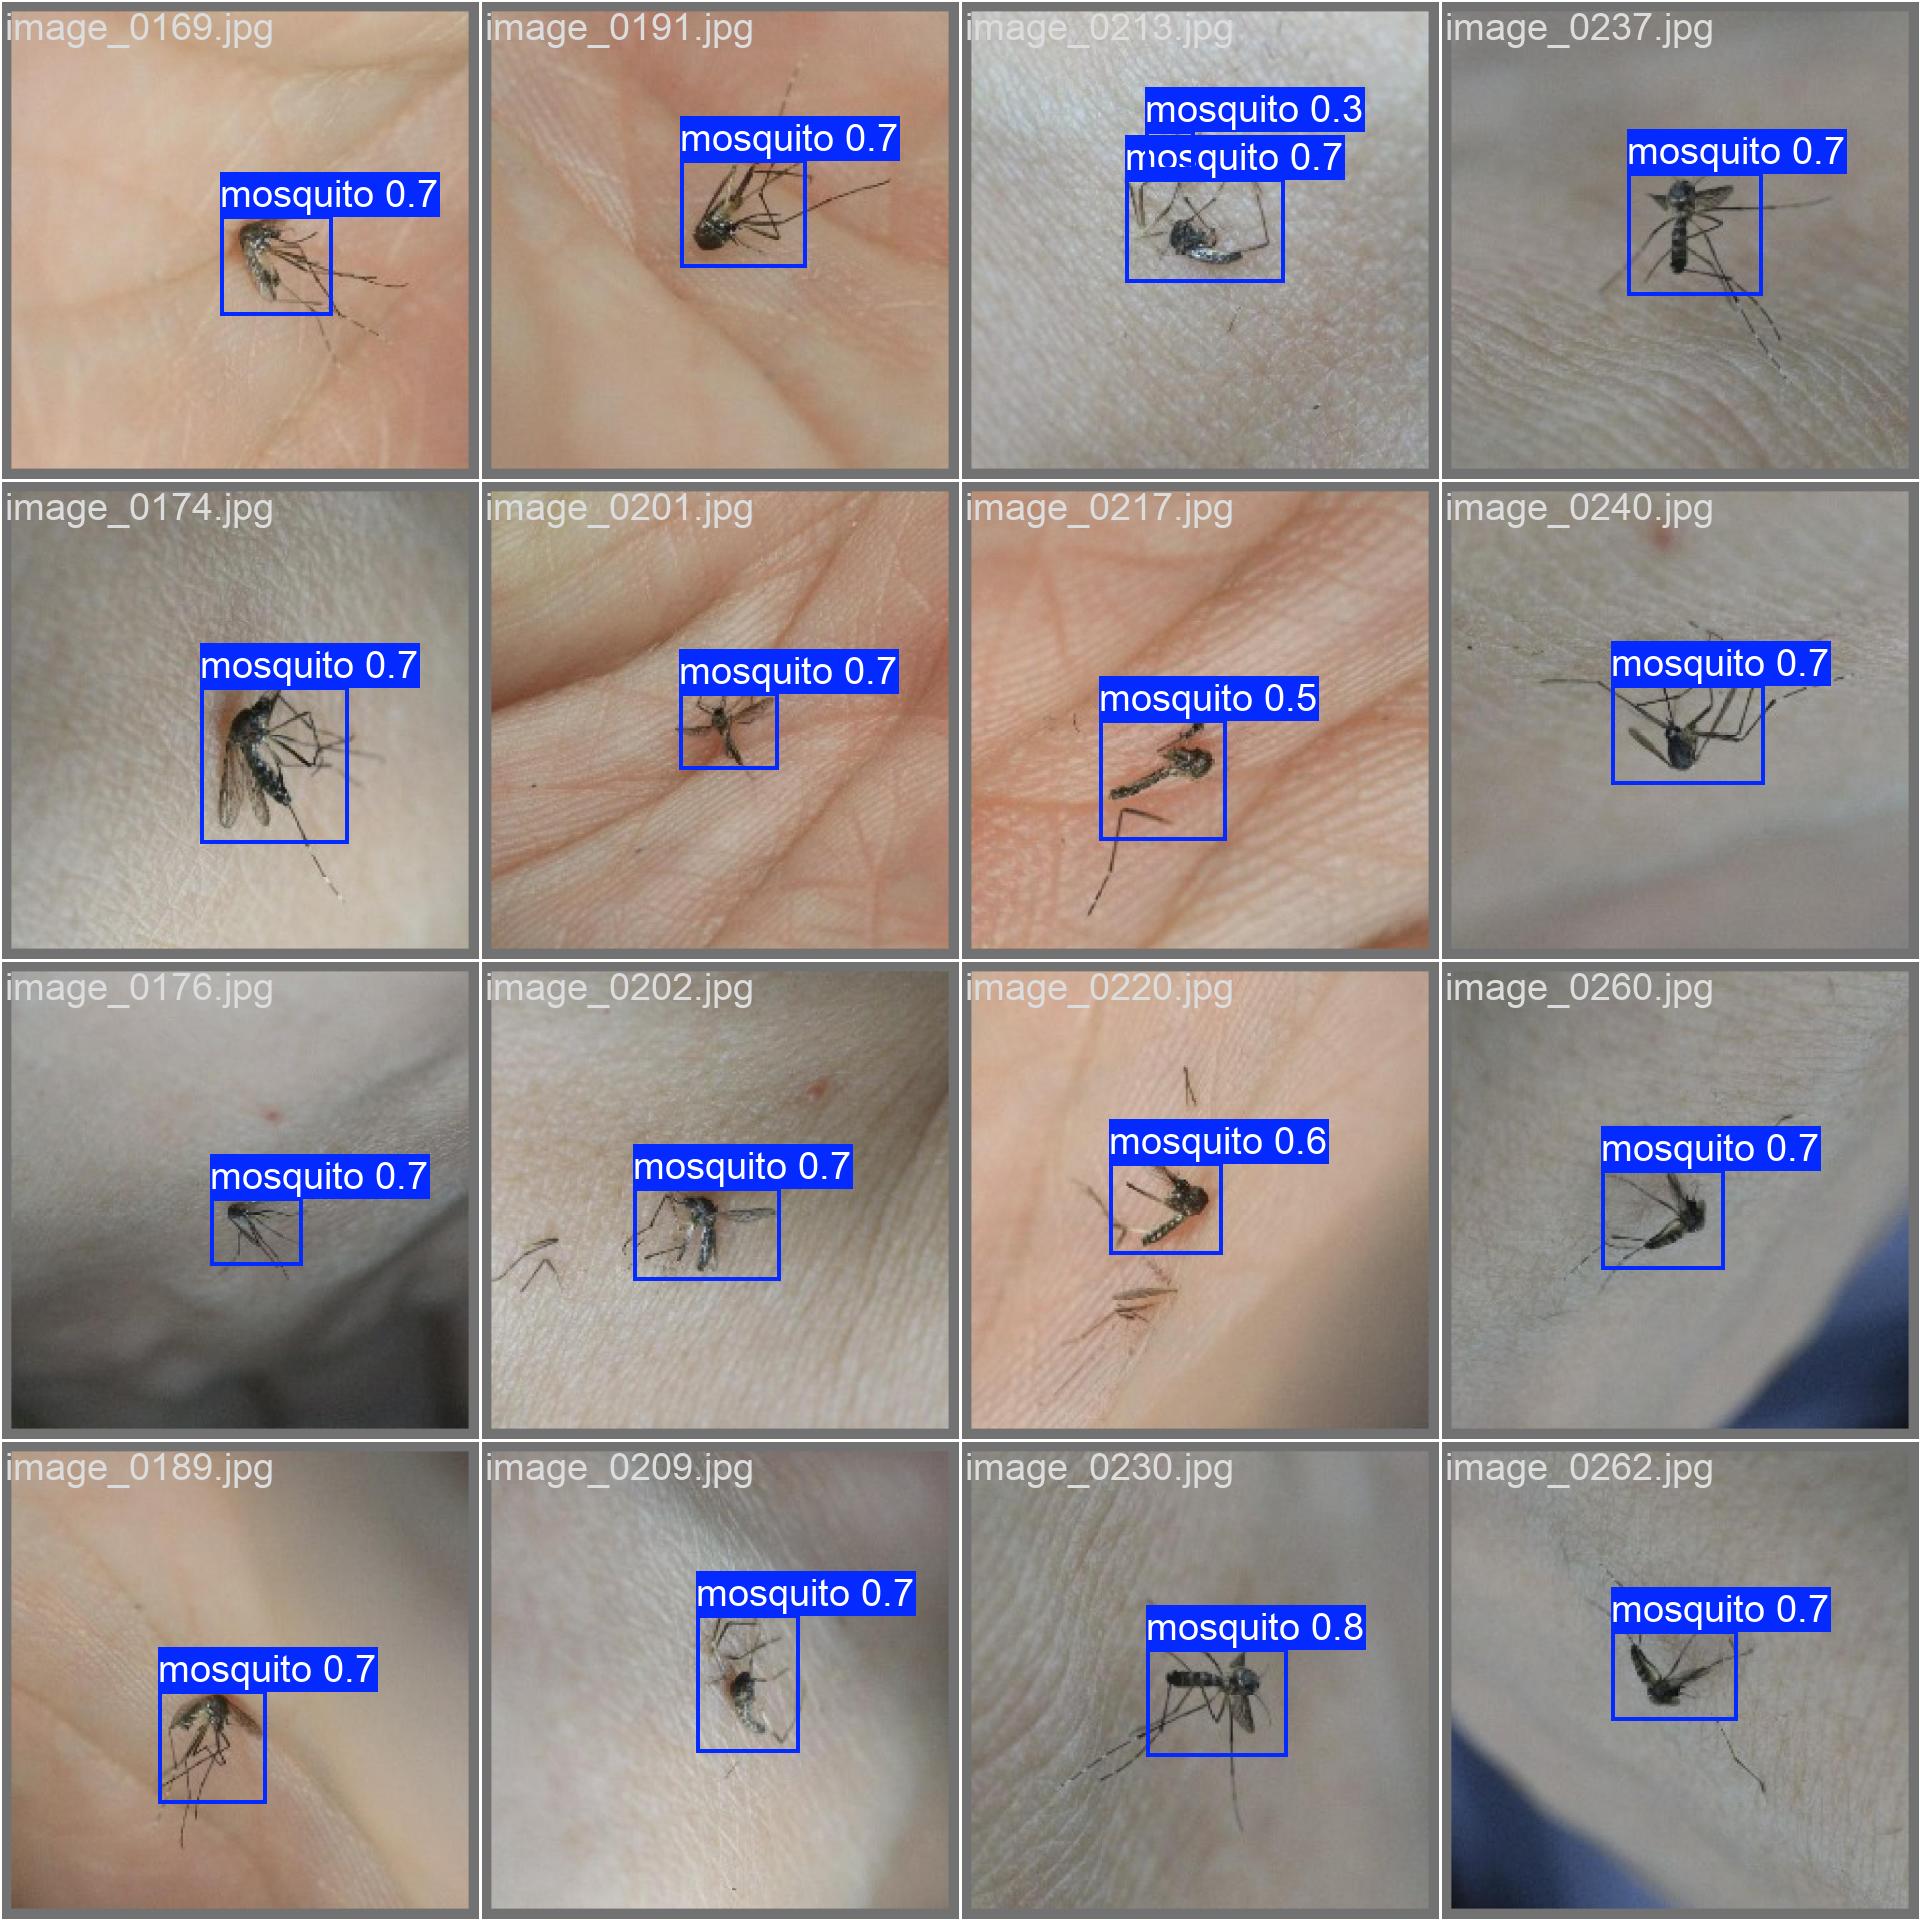 image_0169.jpg
mosquito 0.7
image_0191.jpg
mosquito 0.7
image_0213.jpg
mosquito 0.3
mosquito 0.7
image_0237.jpg
mosquito 0.7
image_0174.jpg
mosquito 0.7
image_0201.jpg
mosquito 0.7
image_0217.jpg
mosquito 0.5
image_0240.jpg
mosquito 0.7
image_0176.jpg
mosquito 0.7
image_0202.jpg
mosquito 0.7
image_0220.jpg
mosquito 0.6
image_0260.jpg
mosquito 0.7
image_0189.jpg
mosquito 0.7
image_0209.jpg
mosquito 0.7
image_0230.jpg
mosquito 0.8
image_0262.jpg
mosquito 0.7